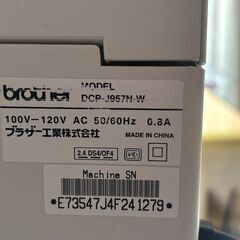 brother MODEL DCP-J957N-W
100V－120V AC 50/60Hz 0.8A
ブラザー工業株式会社 MADE IN CHINA
2.4 DS4/OF4
Machine SN
*E73547J4F241279*